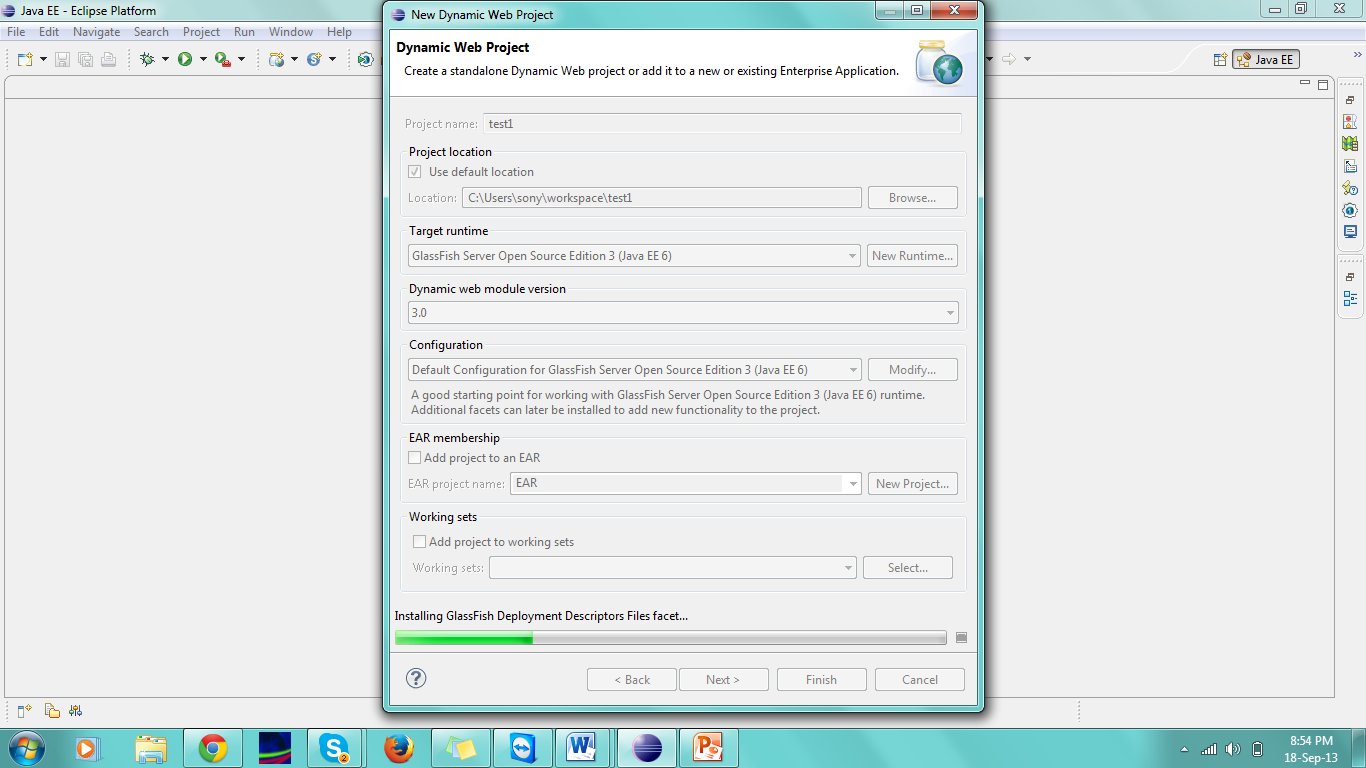 Java EE - Eclipse Platform
File Edit Navigate Search Project Run Window Help
Java EE
New Dynamic Web Project
Dynamic Web Project
Create a standalone Dynamic Web project or add it to a new or existing Enterprise Application.
Project name: test1
Project location
Use default location
Location: C:\Users\sony\workspace\test1 Browse...
Target runtime
GlassFish Server Open Source Edition 3 (Java EE 6) New Runtime...
Dynamic web module version
3.0
Configuration
Default Configuration for GlassFish Server Open Source Edition 3 (Java EE 6) Modify...
A good starting point for working with GlassFish Server Open Source Edition 3 (Java EE 6) runtime.
Additional facets can later be installed to add new functionality to the project.
EAR membership
Add project to an EAR
EAR project name: EAR New Project...
Working sets
Add project to working sets
Working sets: Select...
Installing GlassFish Deployment Descriptors Files facet...
< Back Next > Finish Cancel
2
8:54 PM
18-Sep-13